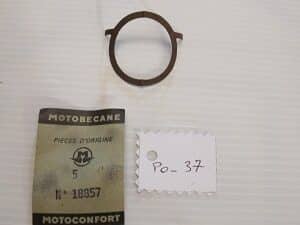 MOTOBECANE
PIECES D'ORIGINE
M
5
N° 18857
MOTOCONFORT
PO_37